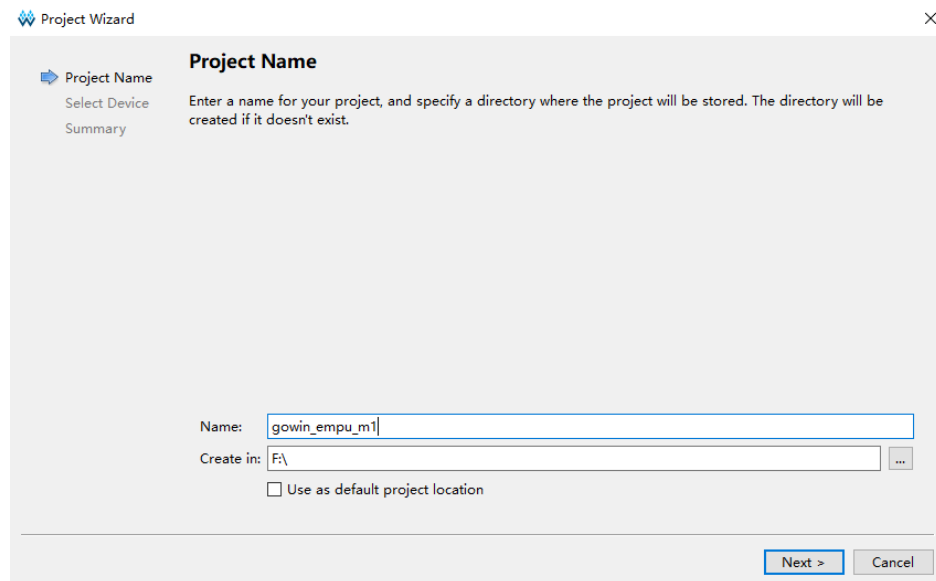 Project Wizard
Project Name
Select Device
Summary
Project Name
Enter a name for your project, and specify a directory where the project will be stored. The directory will be
created if it doesn't exist.
Name: gowin_empu_m1
Create in: F:\ ...
Use as default project location
Next > Cancel